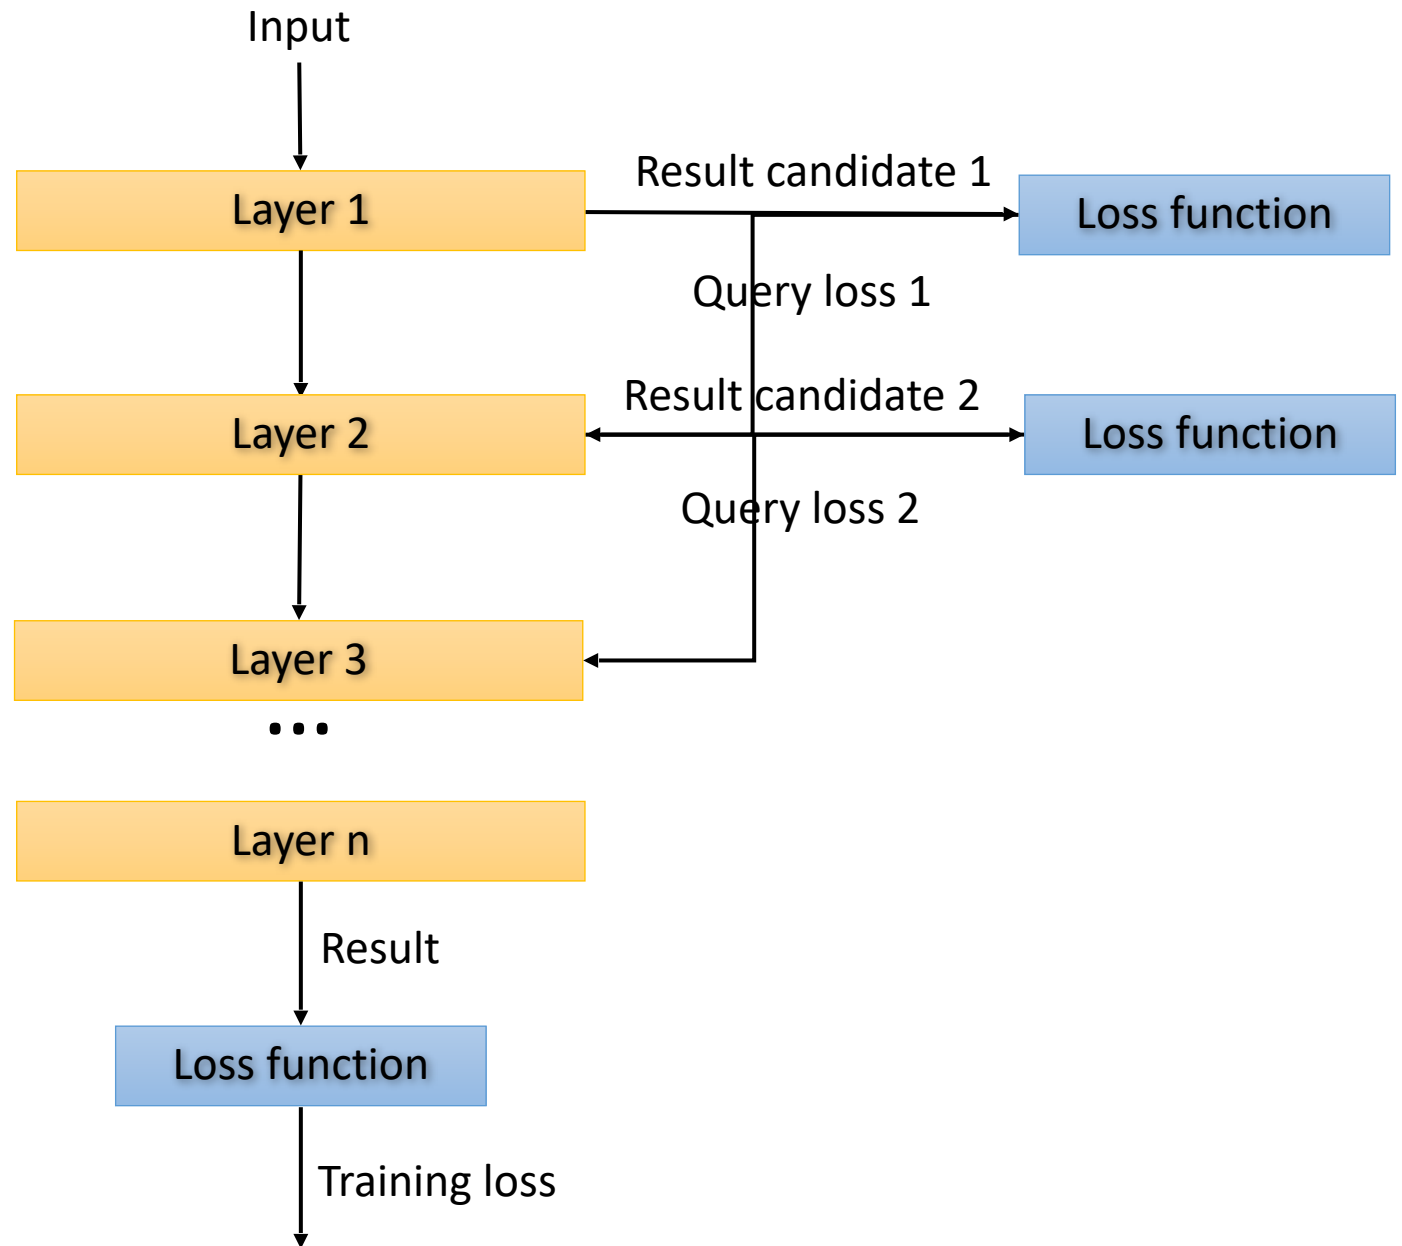 Input
Result candidate 1
Layer 1
Loss function
Query loss 1
Result candidate 2
Layer 2
Loss function
Query loss 2
Layer 3
...
Layer n
Result
Loss function
Training loss